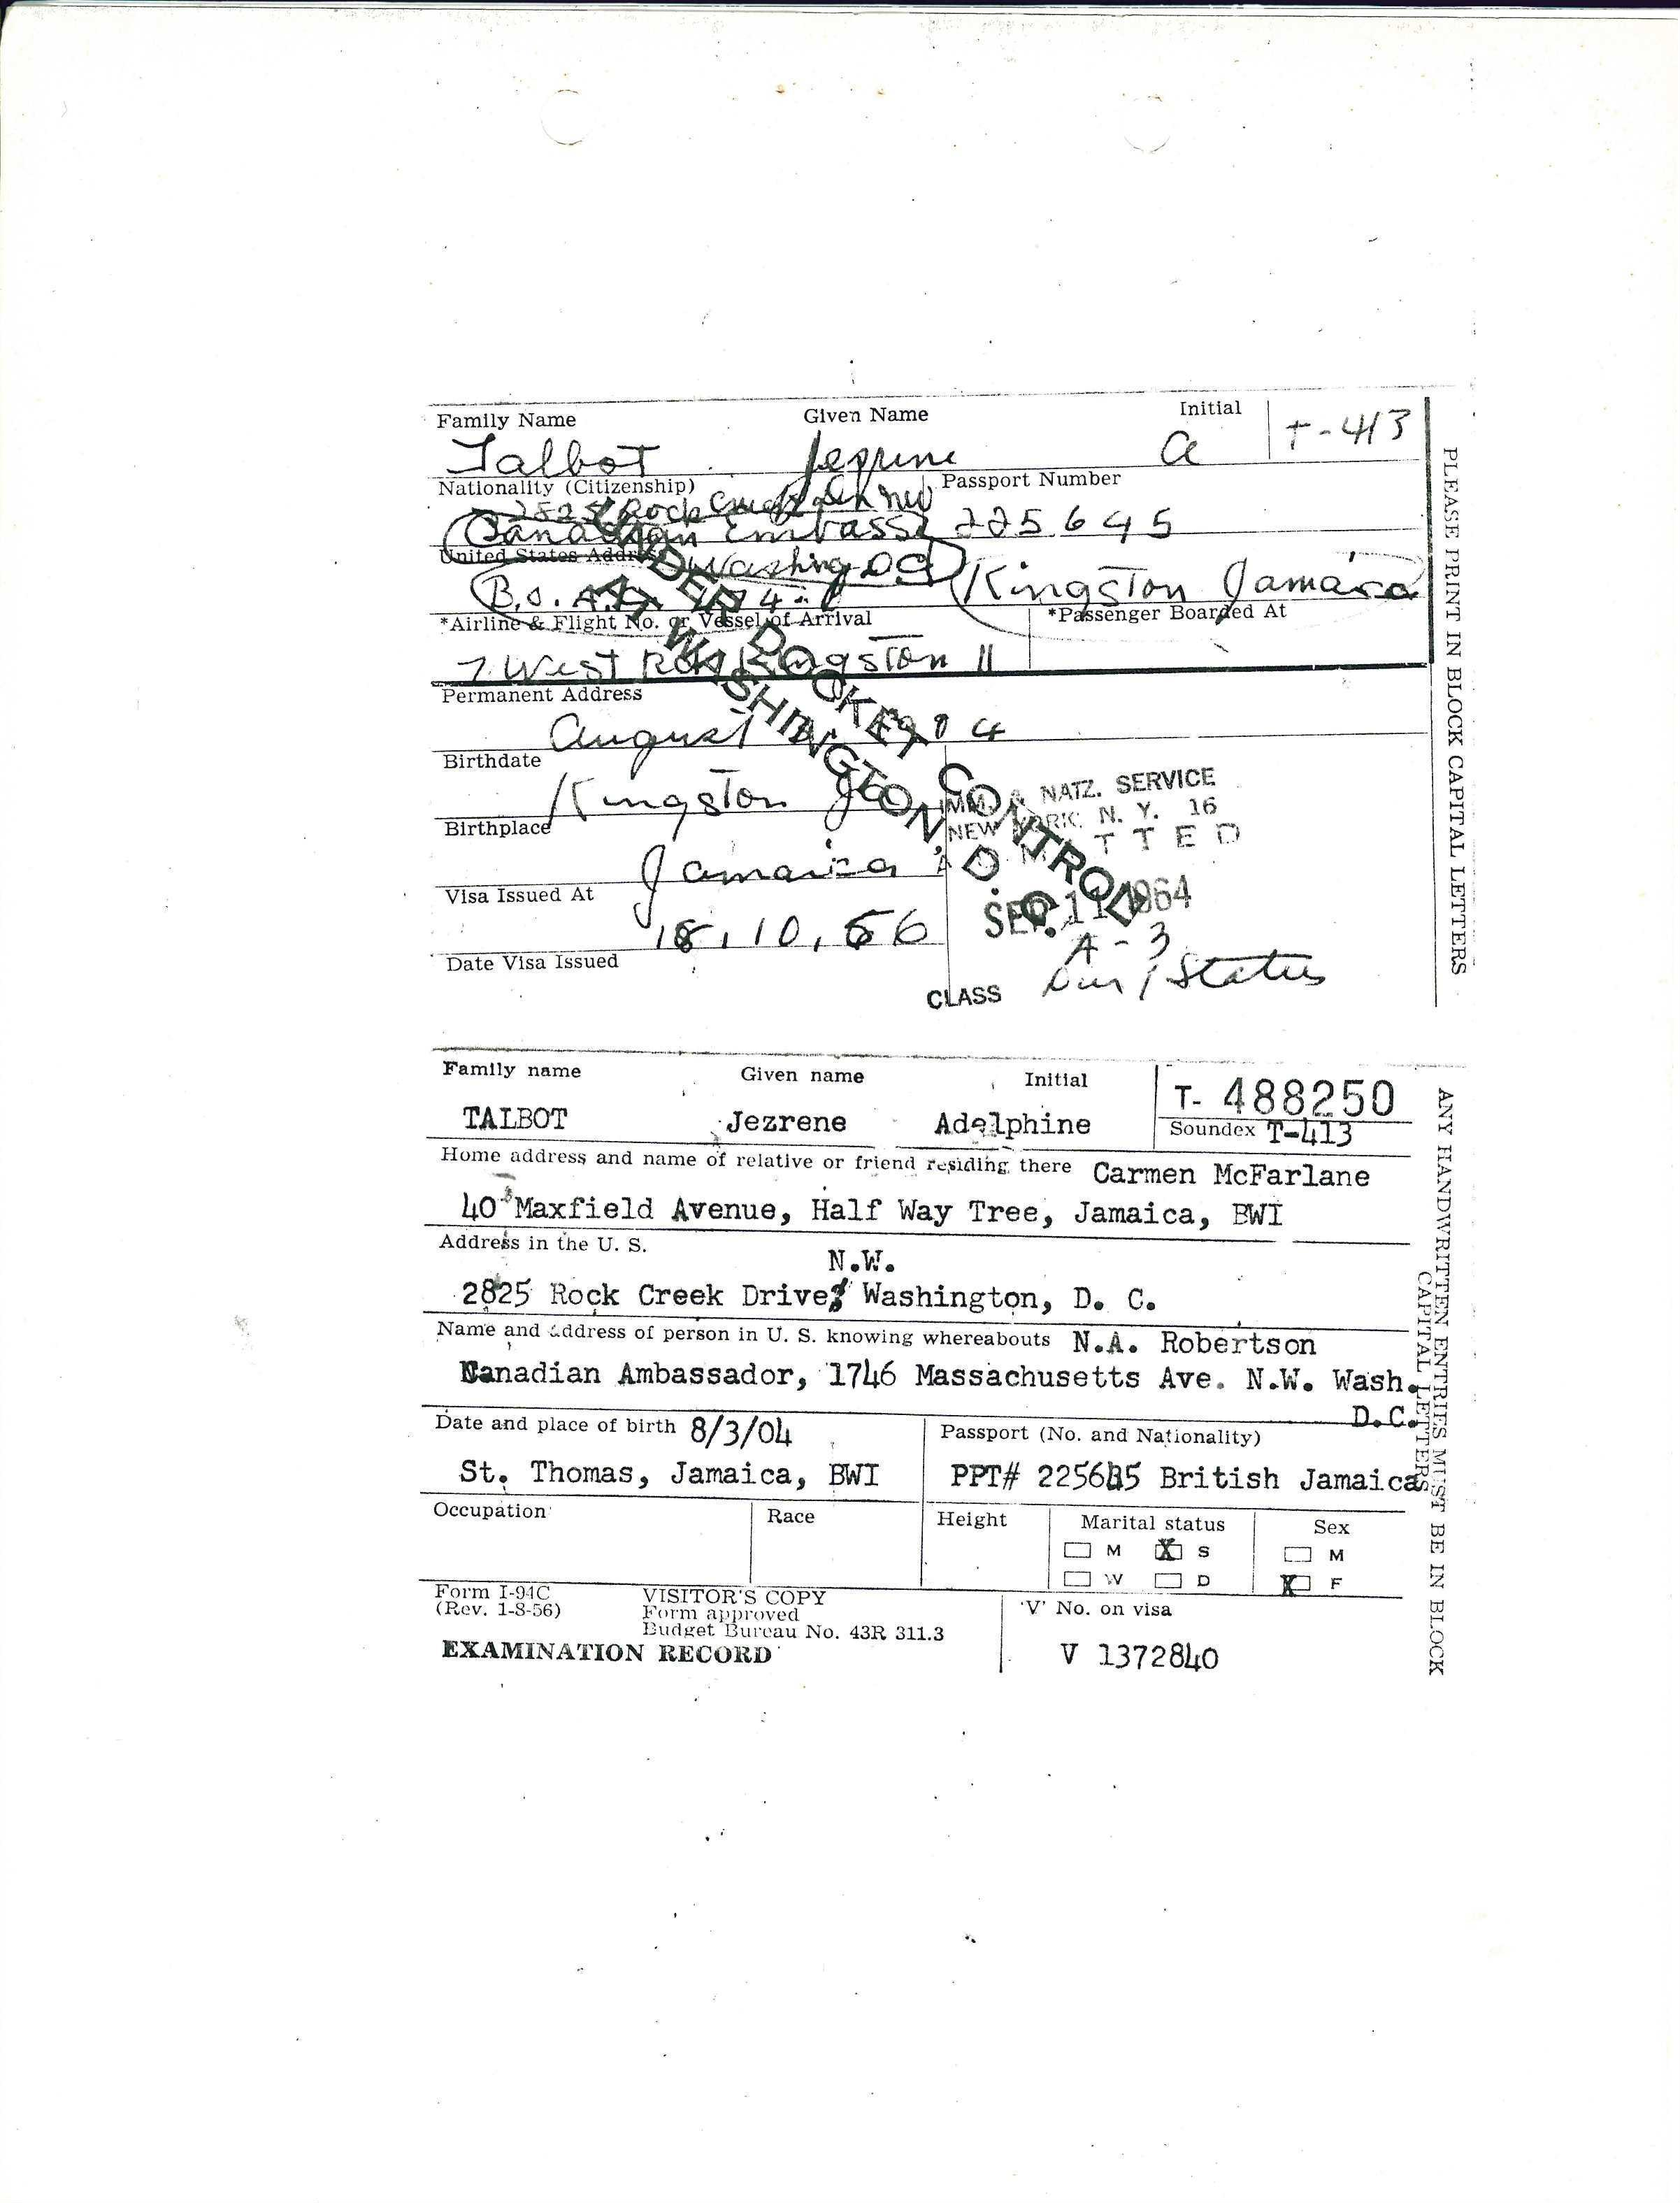 Family Name Given Name Initial T-413
Talbot Jezrene A
Nationality (Citizenship) Passport Number
2825 Rock Creek Dr NW
Canadian Embassy 225645
United States Address Washing DC
B.O.A.C. Kingston Jamaica
*Airline & Flight No. or Vessel of Arrival *Passenger Boarded At
7 West Rd Kingston 11
Permanent Address
August 04
Birthdate
Kingston
Birthplace
Jamaica
Visa Issued At
18,10,56
Date Visa Issued
UNDER DOCKET CONTROL
AT WASHINGTON, D. C.
IMM. & NATZ. SERVICE
NEW YORK, N. Y. 16
ADMITTED
SEP 11 1964
A-3
CLASS Dur / Status
PLEASE PRINT IN BLOCK CAPITAL LETTERS
Family name Given name Initial T- 488250
TALBOT Jezrene Adelphine Soundex T-413
Home address and name of relative or friend residing there Carmen McFarlane
40 Maxfield Avenue, Half Way Tree, Jamaica, BWI
Address in the U. S.
N.W.
2825 Rock Creek Drive, Washington, D. C.
Name and address of person in U. S. knowing whereabouts N.A. Robertson
Canadian Ambassador, 1746 Massachusetts Ave. N.W. Wash.
D.C.
Date and place of birth 8/3/04 Passport (No. and Nationality)
St. Thomas, Jamaica, BWI PPT# 225645 British Jamaica
Occupation Race Height Marital status Sex
M X S M
W D X F
Form I-94C VISITOR'S COPY 'V' No. on visa
(Rev. 1-8-56) Form approved
Budget Bureau No. 43R 311.3
EXAMINATION RECORD V 1372840
ANY HANDWRITTEN ENTRIES MUST BE IN BLOCK
CAPITAL LETTERS